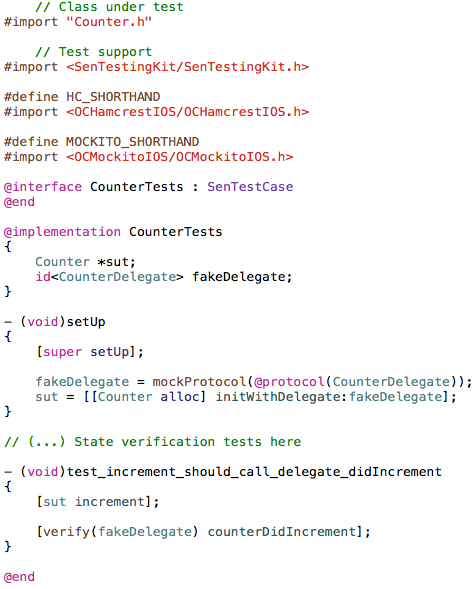 // Class under test
#import "Counter.h"
// Test support
#import <SenTestingKit/SenTestingKit.h>
#define HC_SHORTHAND
#import <OCHamcrestIOS/OCHamcrestIOS.h>
#define MOCKITO_SHORTHAND
#import <OCMockitoIOS/OCMockitoIOS.h>
@interface CounterTests : SenTestCase
@end
@implementation CounterTests
{
Counter *sut;
id<CounterDelegate> fakeDelegate;
}
- (void)setUp
{
[super setUp];
fakeDelegate = mockProtocol(@protocol(CounterDelegate));
sut = [[Counter alloc] initWithDelegate:fakeDelegate];
}
// (...) State verification tests here
- (void)test_increment_should_call_delegate_didIncrement
{
[sut increment];
[verify(fakeDelegate) counterDidIncrement];
}
@end